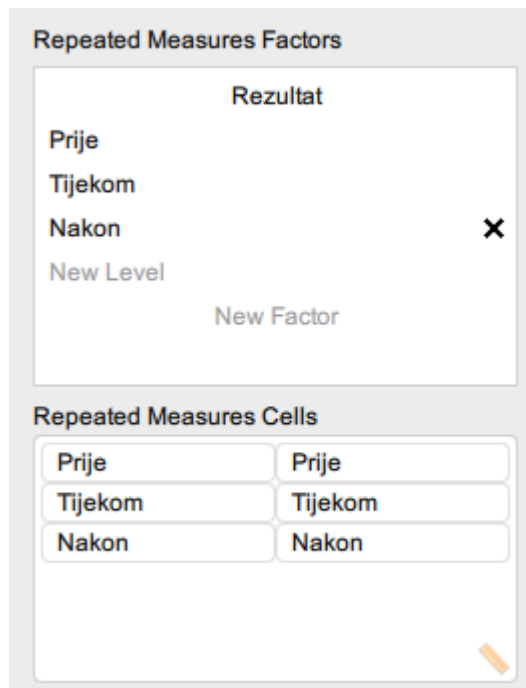 Repeated Measures Factors
Rezultat
Prije
Tijekom
Nakon
New Level
New Factor
Repeated Measures Cells
Prije Prije
Tijekom Tijekom
Nakon Nakon